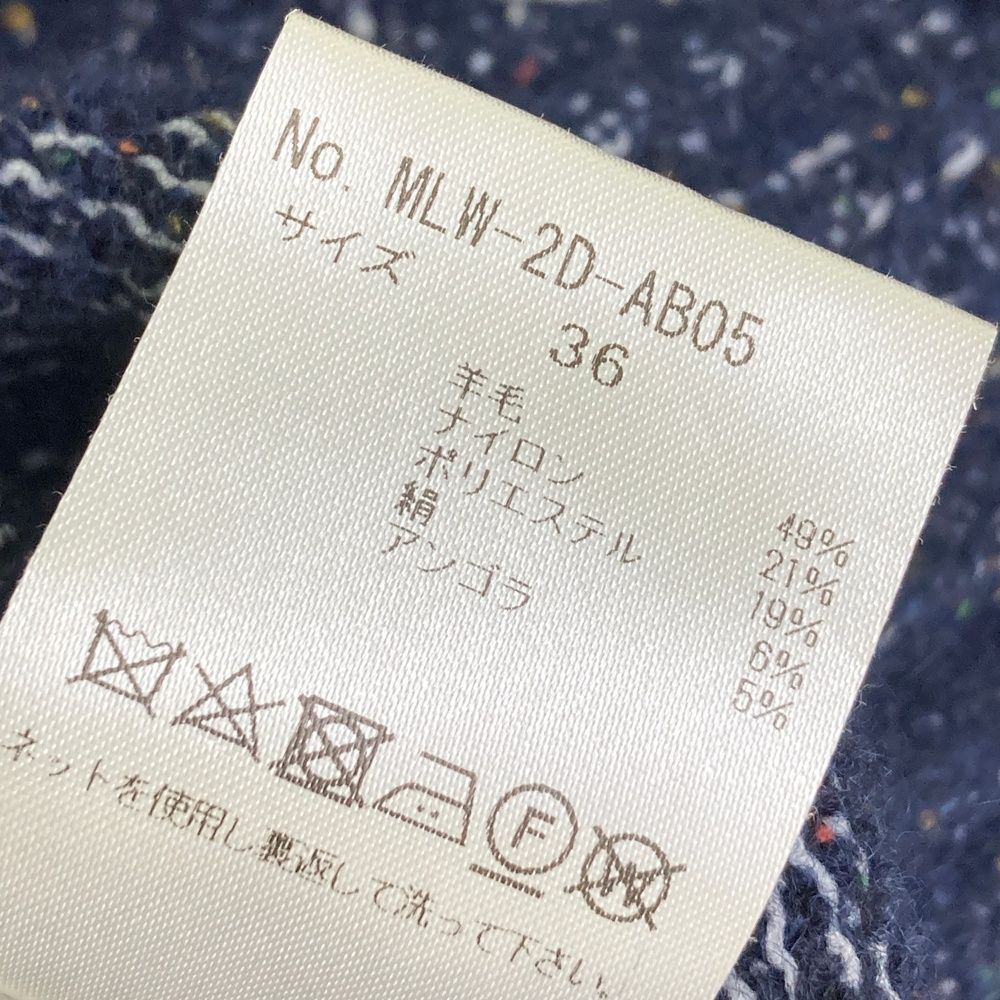 No. MLW-2D-AB05
サイズ 36
羊毛 49%
ナイロン 21%
ポリエステル 19%
絹 6%
アンゴラ 5%
F
W
ネットを使用し裏返して洗って下さい。